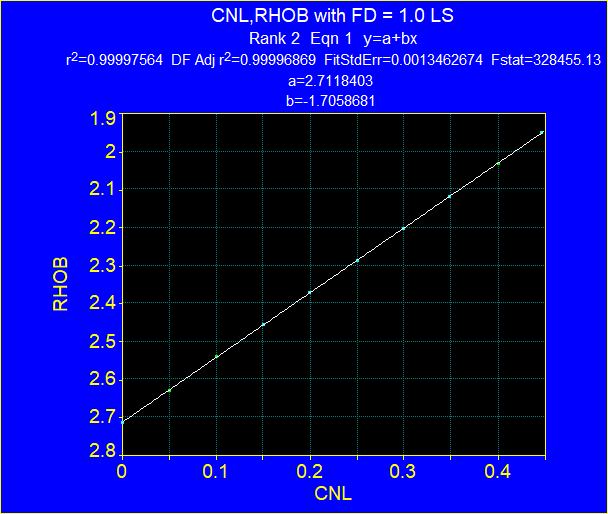 CNL,RHOB with FD = 1.0 LS
Rank 2 Eqn 1 y=a+bx
r²=0.99997564 DF Adj r²=0.99996869 FitStdErr=0.0013462674 Fstat=328455.13
a=2.7118403
b=-1.7058681
1.9
2
2.1
2.2
2.3
2.4
2.5
2.6
2.7
2.8
RHOB
0 0.1 0.2 0.3 0.4
CNL